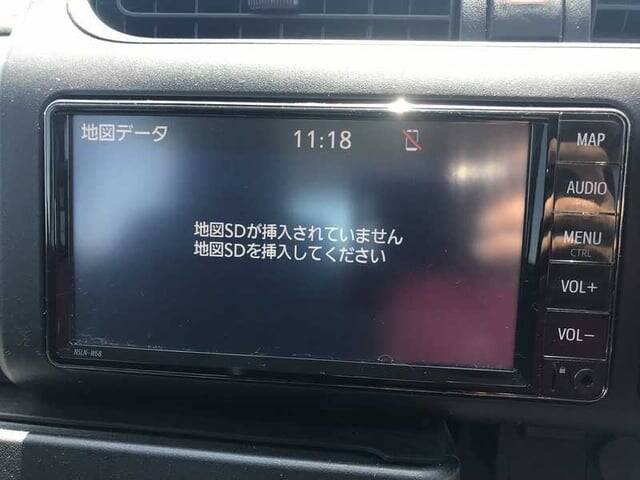 地図データ 11:18
地図SDが挿入されていません
地図SDを挿入してください
MAP
AUDIO
MENU
CTRL
VOL+
VOL-
NSLN-W68